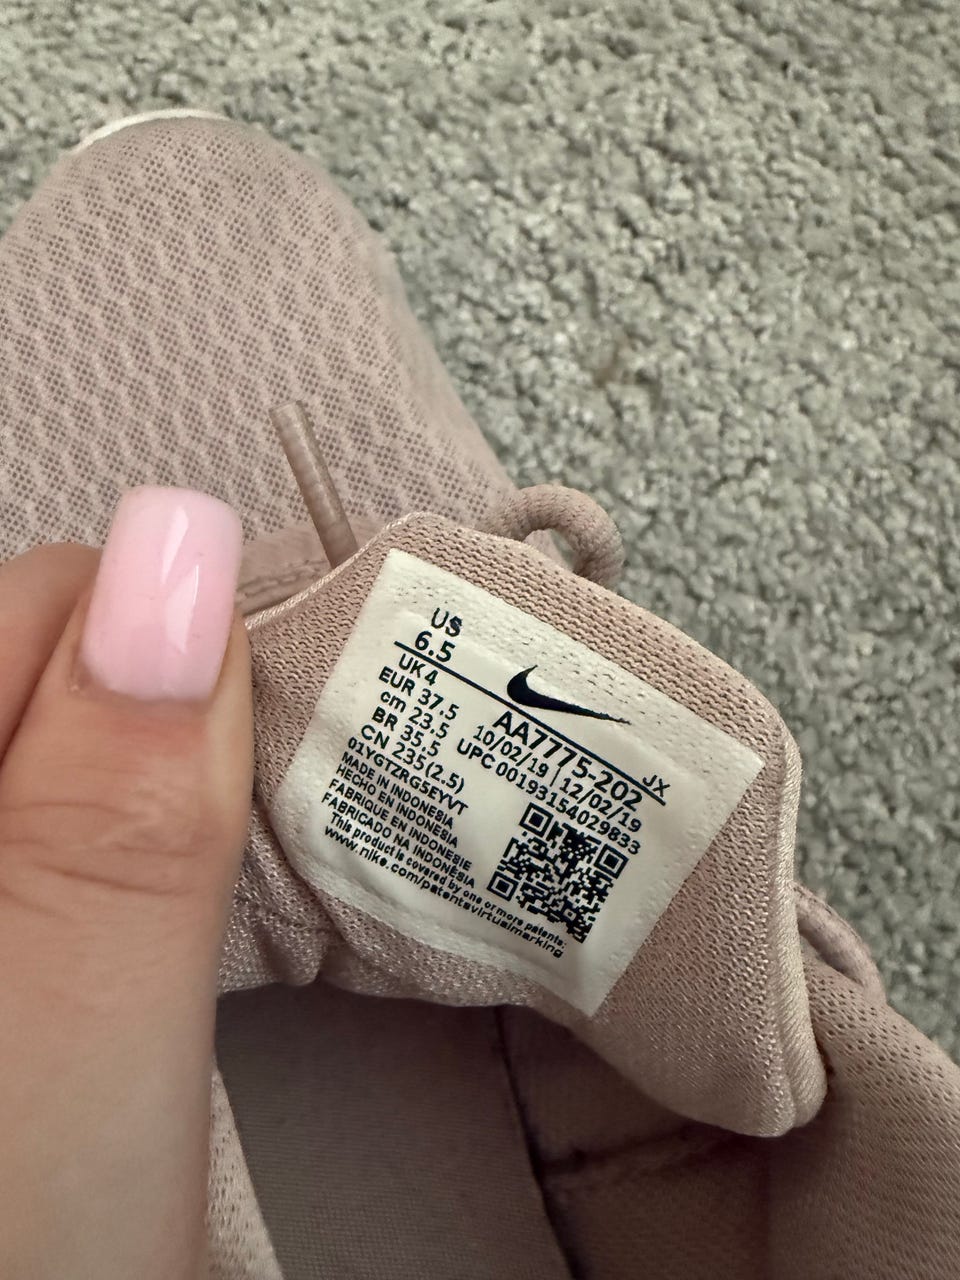 US
6.5
UK 4
EUR 37.5
cm 23.5
BR 35.5
CN 235(2.5)
01YGTZRG5EYVT
MADE IN INDONESIA
HECHO EN INDONESIA
FABRIQUE EN INDONESIE
FABRICADO NA INDONÉSIA
This product is covered by one or more patents:
www.nike.com/patentsvirtualmarking
AA7775-202 JX
10/02/19 | 12/02/19
UPC 00193154029833